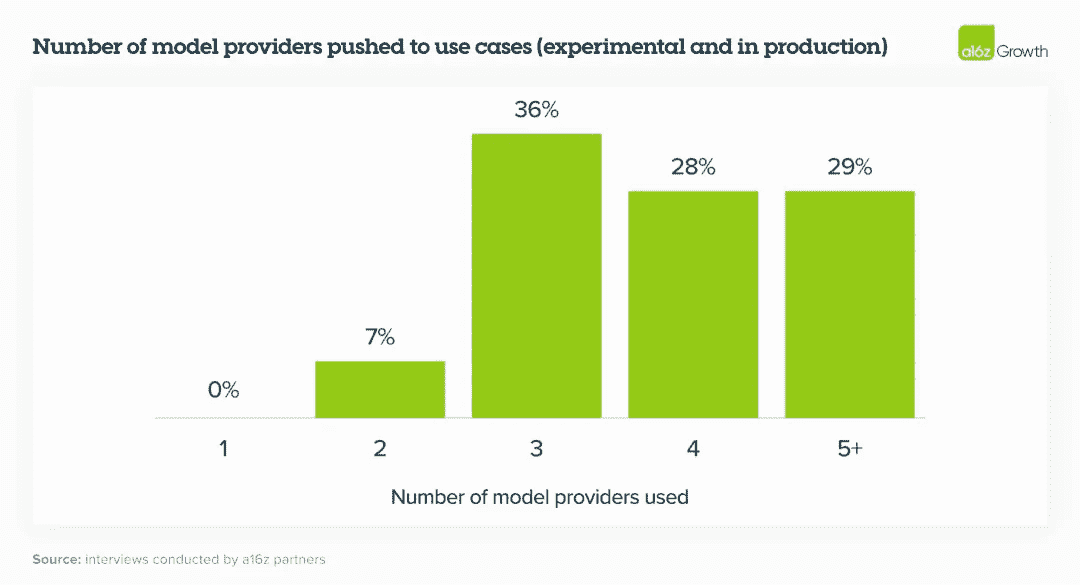 Number of model providers pushed to use cases (experimental and in production)
a16z Growth
36%
28%
29%
7%
0%
1
2
3
4
5+
Number of model providers used
Source: interviews conducted by a16z partners